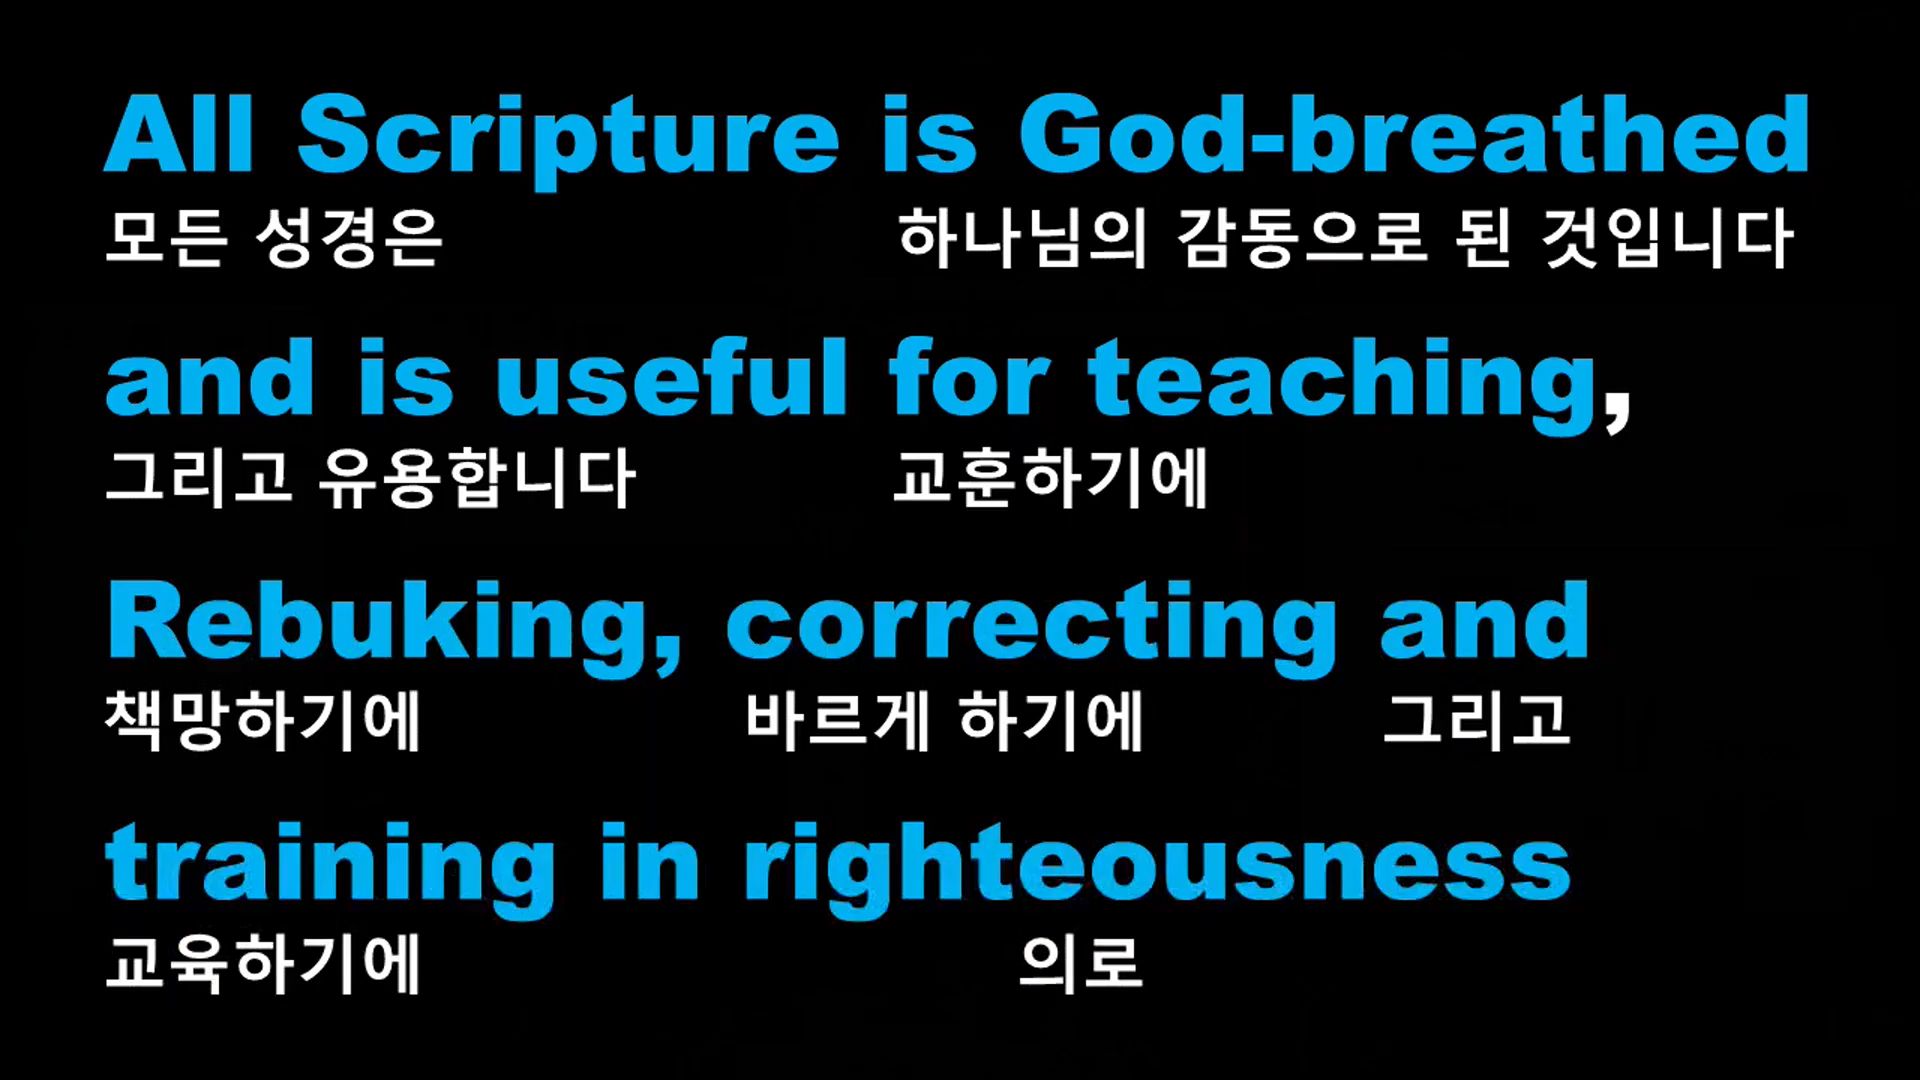 All Scripture is God-breathed
모든 성경은 하나님의 감동으로 된 것입니다
and is useful for teaching,
그리고 유용합니다 교훈하기에
Rebuking, correcting and
책망하기에 바르게 하기에 그리고
training in righteousness
교육하기에 의로